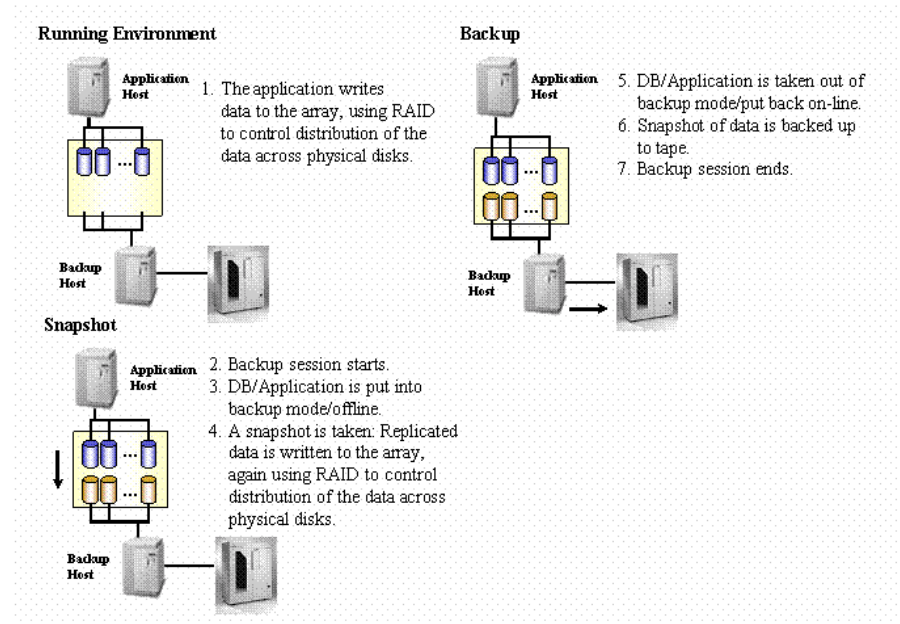 Running Environment
Application
Host
1. The application writes
data to the array, using RAID
to control distribution of the
data across physical disks.
...
Backup
Host
Snapshot
Application
Host
2. Backup session starts.
3. DB/Application is put into
backup mode/offline.
4. A snapshot is taken: Replicated
data is written to the array,
again using RAID to control
distribution of the data across
physical disks.
...
...
Backup
Host
Backup
Application
Host
5. DB/Application is taken out of
backup mode/put back on-line.
6. Snapshot of data is backed up
to tape.
7. Backup session ends.
...
...
Backup
Host